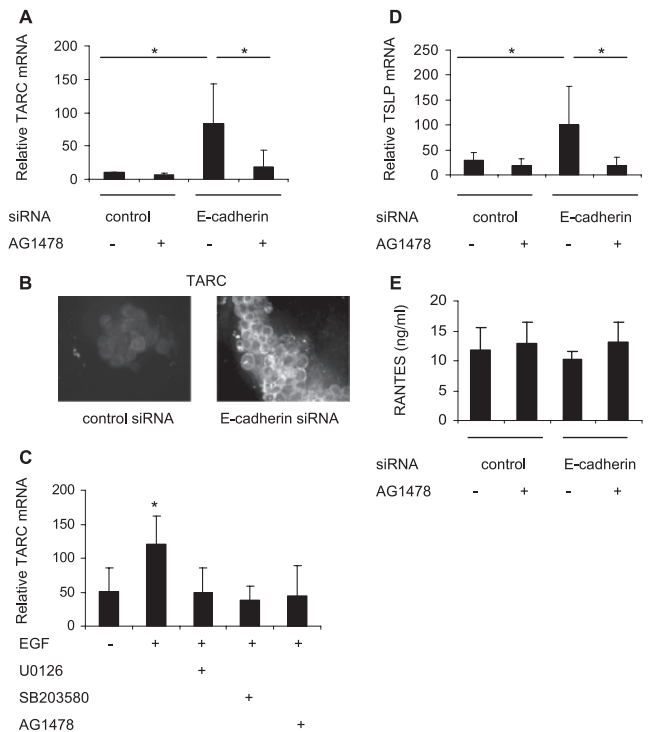 A
Relative TARC mRNA
200
150
100
50
0
*
*
siRNA control E-cadherin
AG1478 - + - +
B
TARC
control siRNA E-cadherin siRNA
C
Relative TARC mRNA
200
150
100
50
0
*
EGF - + + + +
U0126 +
SB203580 +
AG1478 +
D
Relative TSLP mRNA
250
200
150
100
50
0
*
*
siRNA control E-cadherin
AG1478 - + - +
E
RANTES (ng/ml)
20
15
10
5
0
siRNA control E-cadherin
AG1478 - + - +